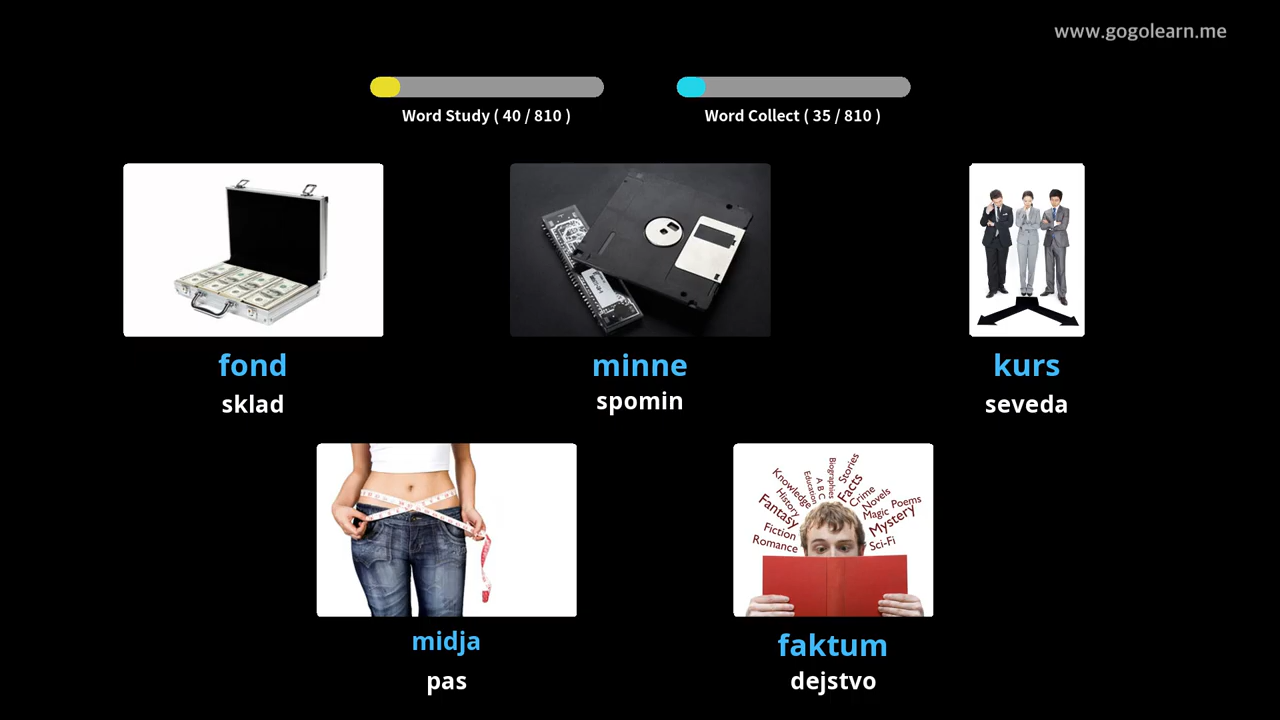 www.gogolearn.me
Word Study ( 40 / 810 )
Word Collect ( 35 / 810 )
fond
sklad
minne
spomin
kurs
seveda
midja
pas
Knowledge
History
Fantasy
Fiction
Romance
Education
A B C
Biographies
Stories
Facts
Crime
Novels
Magic
Poems
Mystery
Sci-Fi
faktum
dejstvo